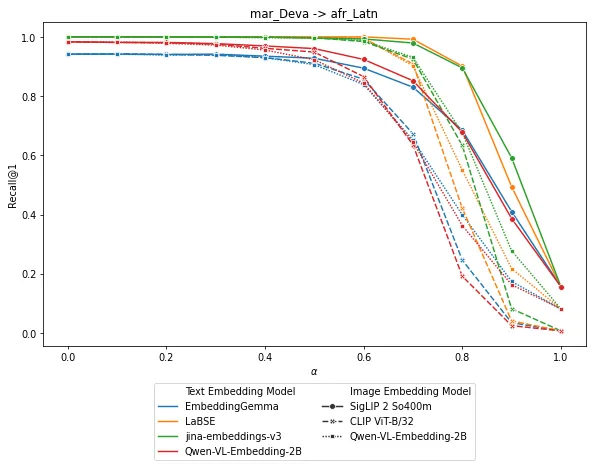 mar_Deva -> afr_Latn
Recall@1
1.0
0.8
0.6
0.4
0.2
0.0
0.0 0.2 0.4 0.6 0.8 1.0
α
Text Embedding Model
EmbeddingGemma
LaBSE
jina-embeddings-v3
Qwen-VL-Embedding-2B
Image Embedding Model
SigLIP 2 So400m
CLIP ViT-B/32
Qwen-VL-Embedding-2B